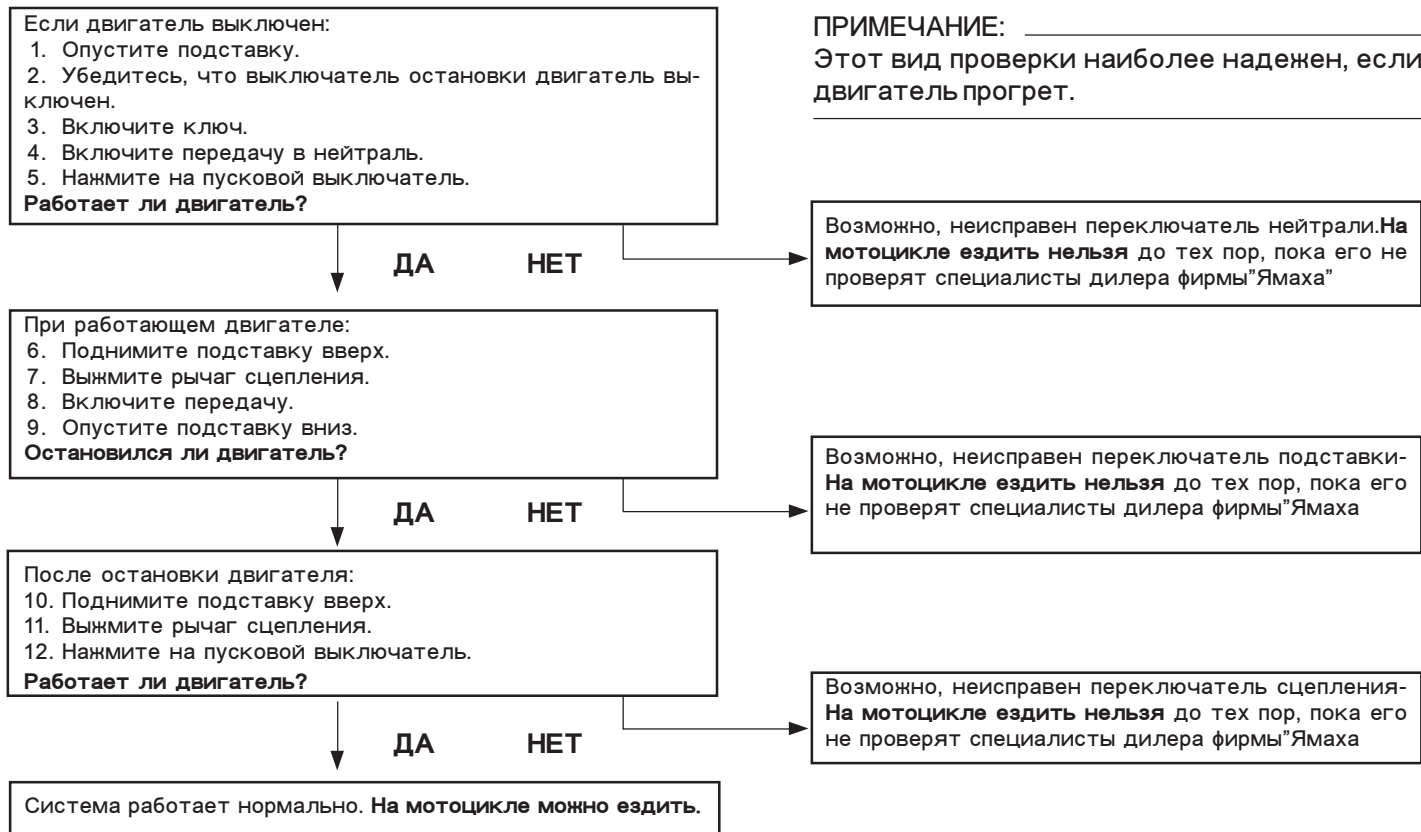 Если двигатель выключен:
1. Опустите подставку.
2. Убедитесь, что выключатель остановки двигатель вы-
ключен.
3. Включите ключ.
4. Включите передачу в нейтраль.
5. Нажмите на пусковой выключатель.
Работает ли двигатель?
ПРИМЕЧАНИЕ:
Этот вид проверки наиболее надежен, если
двигатель прогрет.
ДА НЕТ
Возможно, неисправен переключатель нейтрали.На
мотоцикле ездить нельзя до тех пор, пока его не
проверят специалисты дилера фирмы"Ямаха"
При работающем двигателе:
6. Поднимите подставку вверх.
7. Выжмите рычаг сцепления.
8. Включите передачу.
9. Опустите подставку вниз.
Остановился ли двигатель?
ДА НЕТ
Возможно, неисправен переключатель подставки-
На мотоцикле ездить нельзя до тех пор, пока его
не проверят специалисты дилера фирмы"Ямаха
После остановки двигателя:
10. Поднимите подставку вверх.
11. Выжмите рычаг сцепления.
12. Нажмите на пусковой выключатель.
Работает ли двигатель?
ДА НЕТ
Возможно, неисправен переключатель сцепления-
На мотоцикле ездить нельзя до тех пор, пока его
не проверят специалисты дилера фирмы"Ямаха
Система работает нормально. На мотоцикле можно ездить.